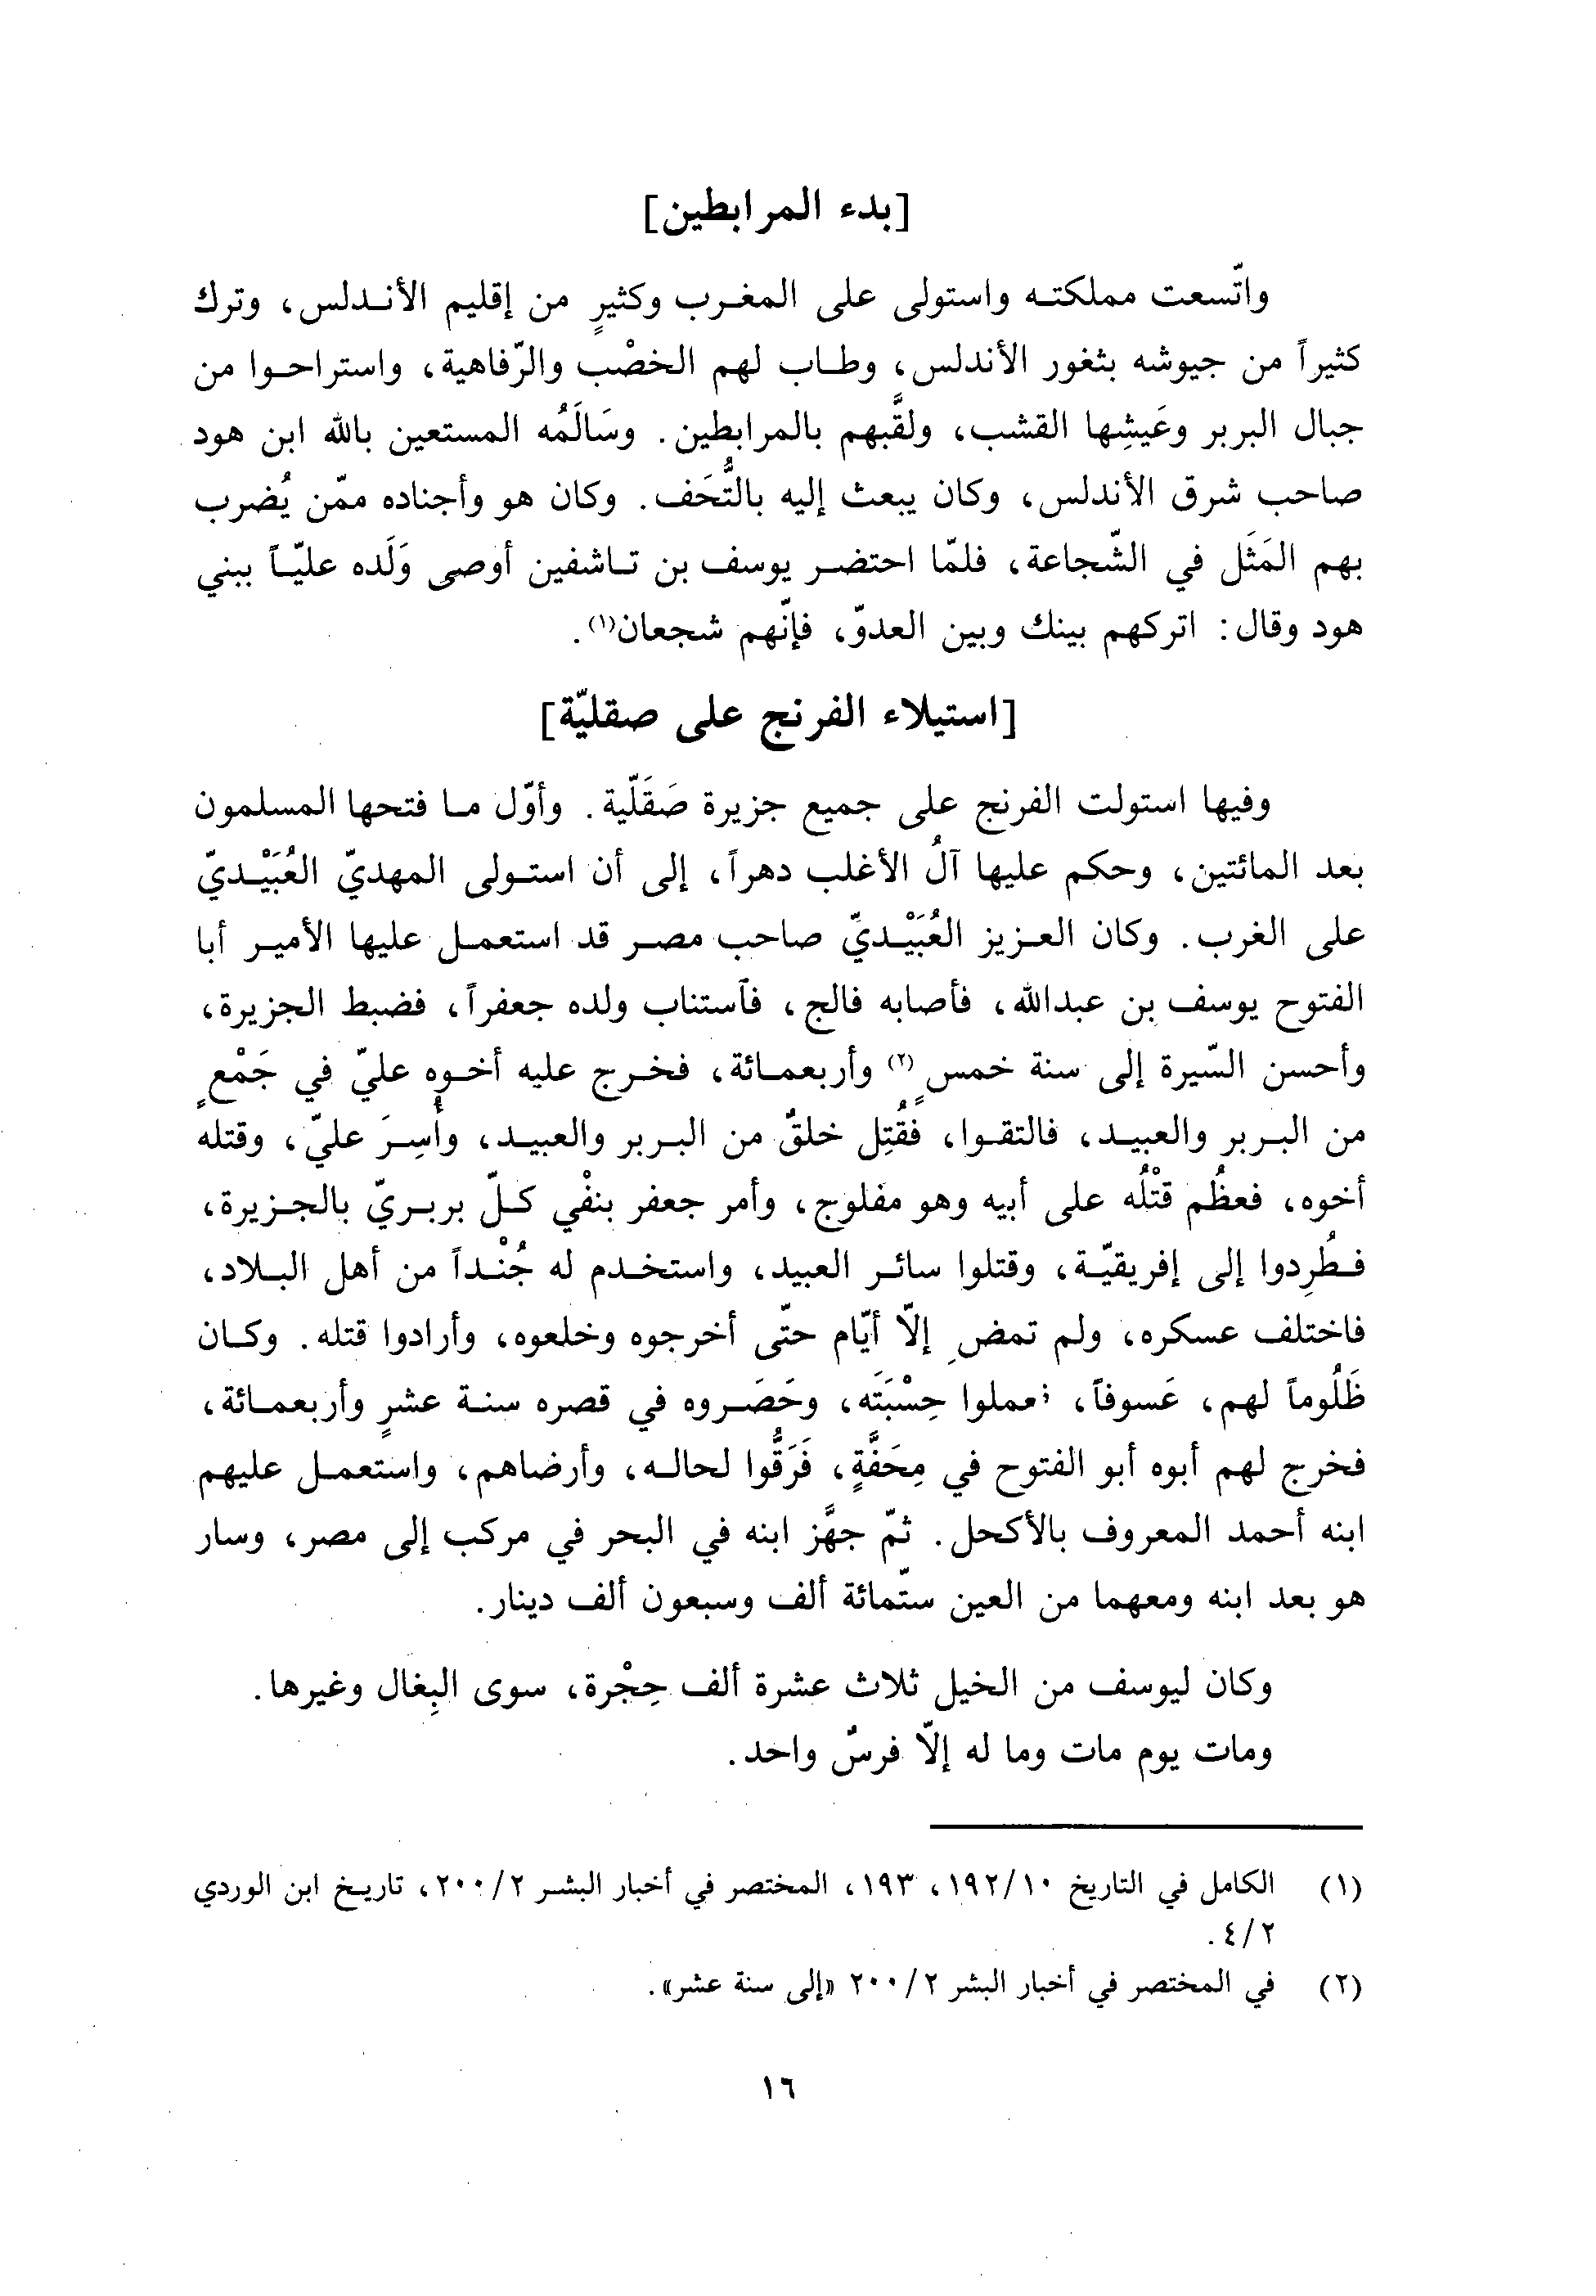 [بدء المرابطين]
واتّسعت مملكته واستولى على المغرب وكثيرٍ من إقليم الأندلس، وترك
كثيراً من جيوشه بثغور الأندلس، وطاب لهم الخصْب والرّفاهية، واستراحوا من
جبال البربر وعَيشِها القشب، ولقَّبهم بالمرابطين. وسَالَمُه المستعين بالله ابن هود
صاحب شرق الأندلس، وكان يبعث إليه بالتُّحَف. وكان هو وأجناده ممّن يُضرب
بهم المَثَل في الشّجاعة، فلمّا احتضر يوسف بن تاشفين أوصى وَلَده عليّاً ببني
هود وقال: اتركهم بينك وبين العدوّ، فإنّهم شجعان(١).
[استيلاء الفرنج على صقليّة]
وفيها استولت الفرنج على جميع جزيرة صَقَلّية. وأوّل ما فتحها المسلمون
بعد المائتين، وحكم عليها آلُ الأغلب دهراً، إلى أن استولى المهديّ العُبَيْديّ
على الغرب. وكان العزيز العُبَيْديّ صاحب مصر قد استعمل عليها الأمير أبا
الفتوح يوسف بن عبدالله، فأصابه فالج، فآستناب ولده جعفراً، فضبط الجزيرة،
وأحسن السّيرة إلى سنة خمسٍ(٢) وأربعمائة، فخرج عليه أخوه عليّ في جَمْعٍ
من البربر والعبيد، فالتقوا، فقُتِل خلقٌ من البربر والعبيد، وأُسِرَ عليّ، وقتله
أخوه، فعظُم قتْلُه على أبيه وهو مفلوج، وأمر جعفر بنفْي كلّ بربريّ بالجزيرة،
فطُرِدوا إلى إفريقيّة، وقتلوا سائر العبيد، واستخدم له جُنْداً من أهل البلاد،
فاختلف عسكره، ولم تمضِ إلّا أيّام حتّى أخرجوه وخلعوه، وأرادوا قتله. وكان
ظَلُوماً لهم، عَسوفاً، فعملوا حِسْبَتَه، وحَصَروه في قصره سنة عشرٍ وأربعمائة،
فخرج لهم أبوه أبو الفتوح في مِحَفَّةٍ، فَرَقُّوا لحاله، وأرضاهم، واستعمل عليهم
ابنه أحمد المعروف بالأكحل. ثمّ جهَّز ابنه في البحر في مركب إلى مصر، وسار
هو بعد ابنه ومعهما من العين ستّمائة ألف وسبعون ألف دينار.
وكان ليوسف من الخيل ثلاث عشرة ألف حِجْرة، سوى البِغال وغيرها.
ومات يوم مات وما له إلّا فرسٌ واحد.
(١) الكامل في التاريخ ١٩٢/١٠، ١٩٣، المختصر في أخبار البشر ٢٠٠/٢، تاريخ ابن الوردي
٤/٢.
(٢) في المختصر في أخبار البشر ٢٠٠/٢ «إلى سنة عشر».
١٦